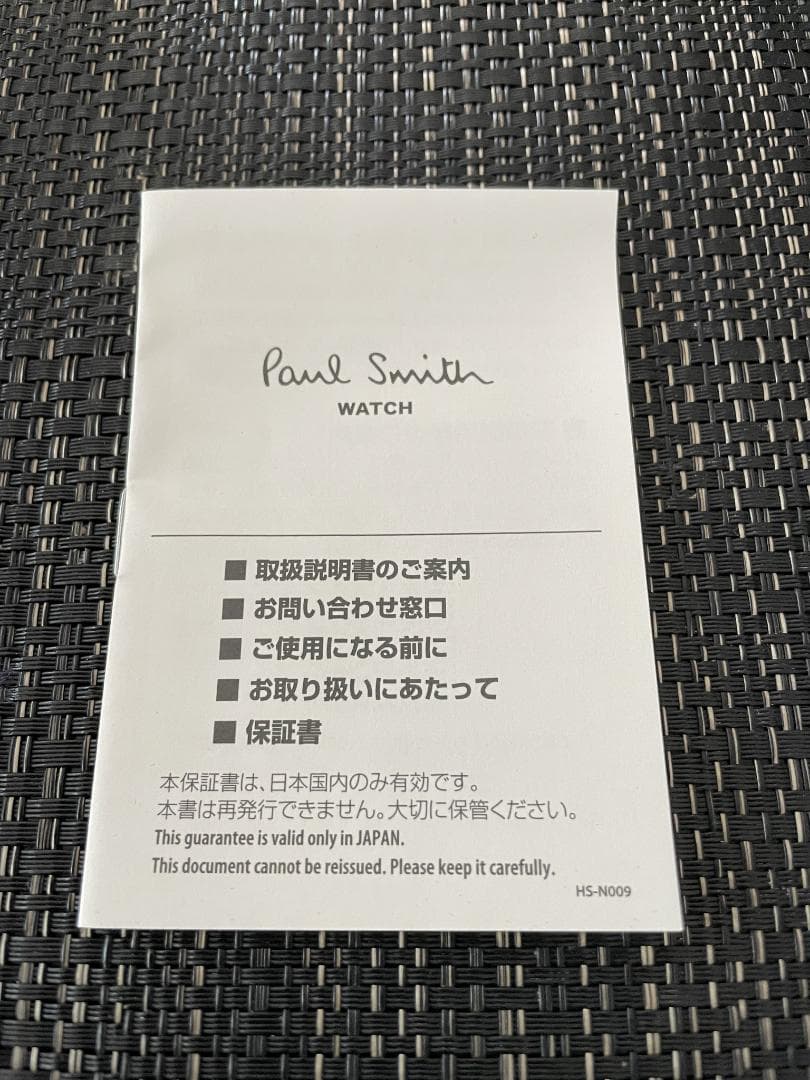 Paul Smith
WATCH
■ 取扱説明書のご案内
■ お問い合わせ窓口
■ ご使用になる前に
■ お取り扱いにあたって
■ 保証書
本保証書は、日本国内のみ有効です。
本書は再発行できません。大切に保管ください。
This guarantee is valid only in JAPAN.
This document cannot be reissued. Please keep it carefully.
HS-N009